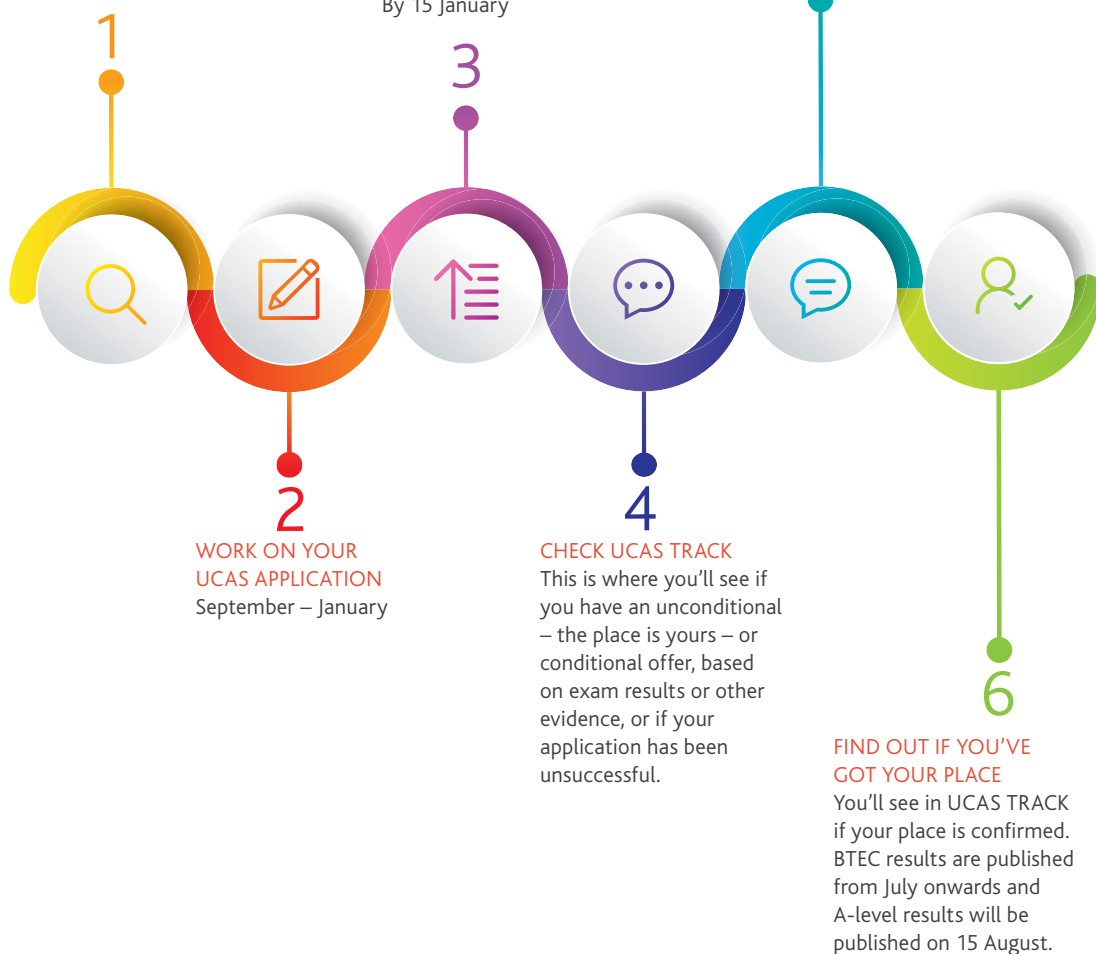 By 15 January
1
3
2
WORK ON YOUR
UCAS APPLICATION
September – January
4
CHECK UCAS TRACK
This is where you'll see if
you have an unconditional
– the place is yours – or
conditional offer, based
on exam results or other
evidence, or if your
application has been
unsuccessful.
6
FIND OUT IF YOU'VE
GOT YOUR PLACE
You'll see in UCAS TRACK
if your place is confirmed.
BTEC results are published
from July onwards and
A-level results will be
published on 15 August.